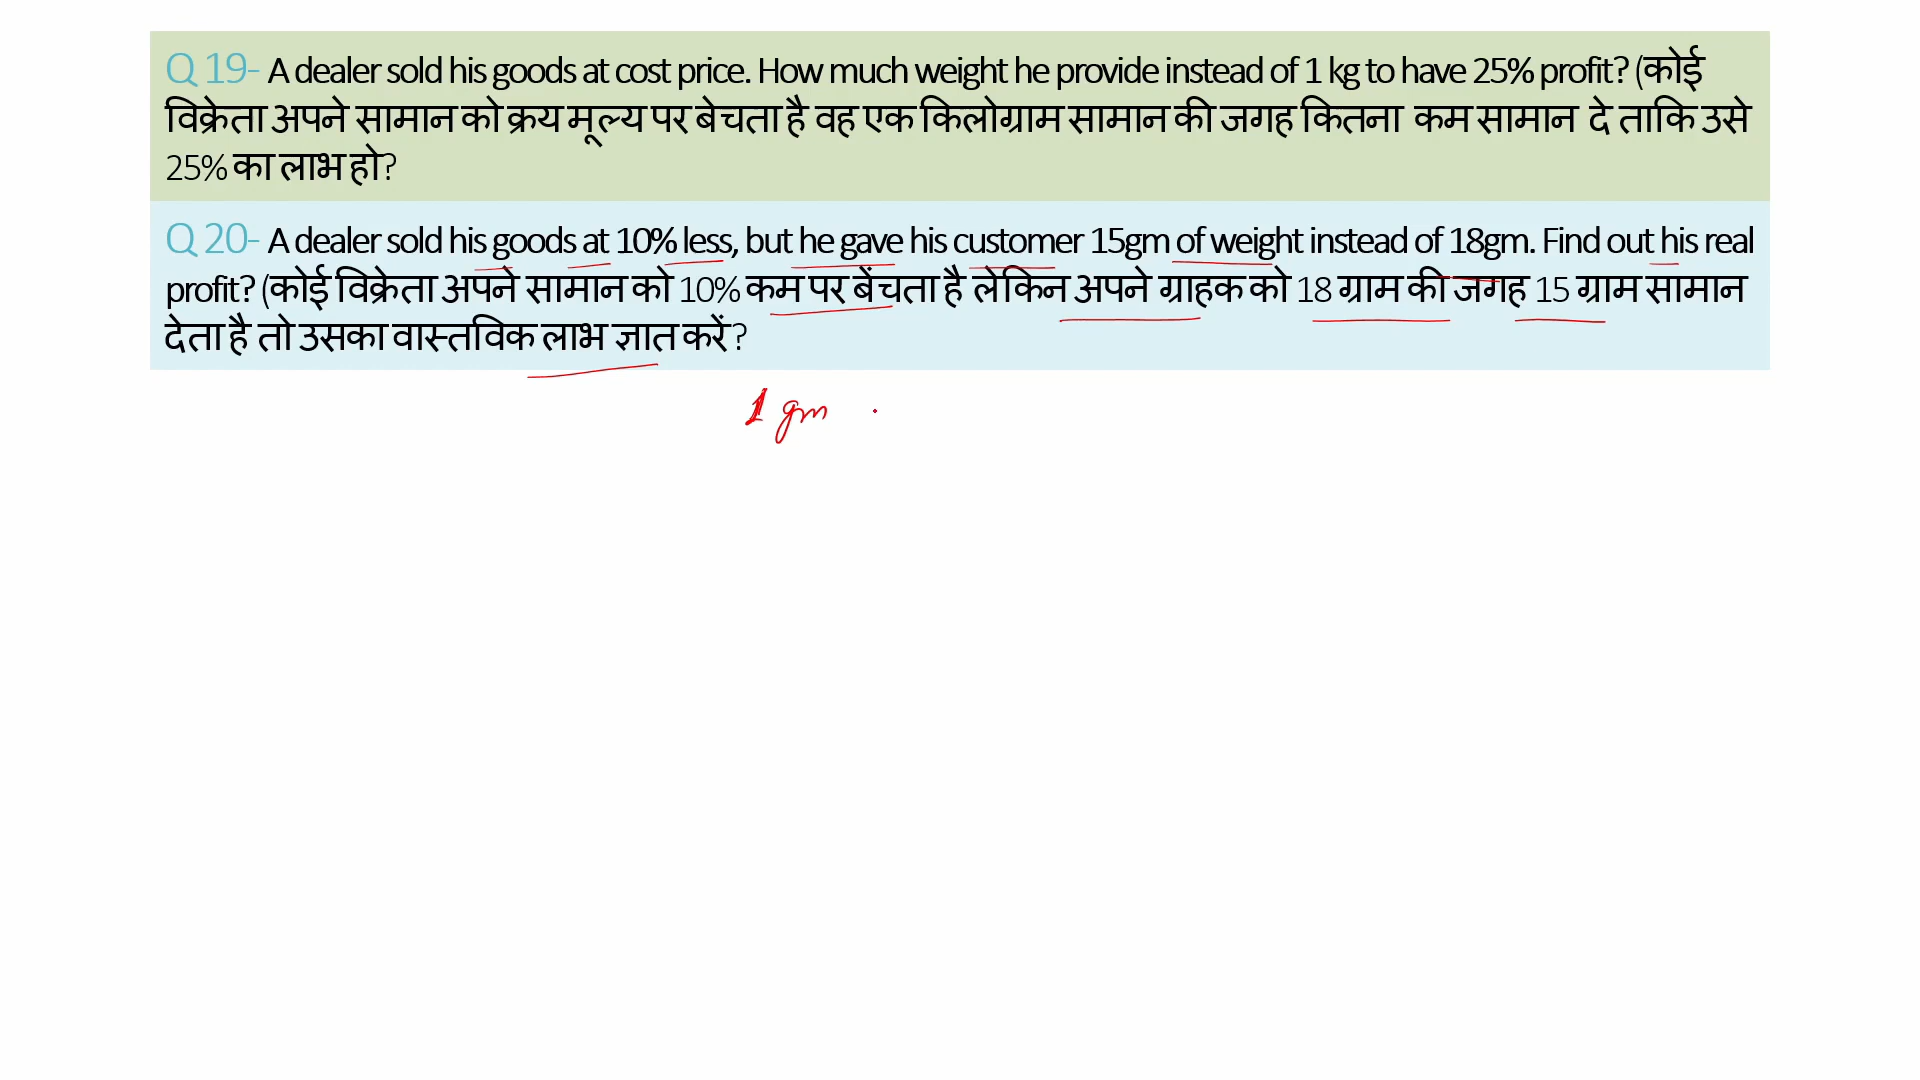 Q 19- A dealer sold his goods at cost price. How much weight he provide instead of 1 kg to have 25% profit? (कोई
विक्रेता अपने सामान को क्रय मूल्य पर बेचता है वह एक किलोग्राम सामान की जगह कितना कम सामान दे ताकि उसे
25% का लाभ हो?
Q 20- A dealer sold his goods at 10% less, but he gave his customer 15gm of weight instead of 18gm. Find out his real
profit? (कोई विक्रेता अपने सामान को 10% कम पर बेंचता है लेकिन अपने ग्राहक को 18 ग्राम की जगह 15 ग्राम सामान
देता है तो उसका वास्तविक लाभ ज्ञात करें?
1 gm